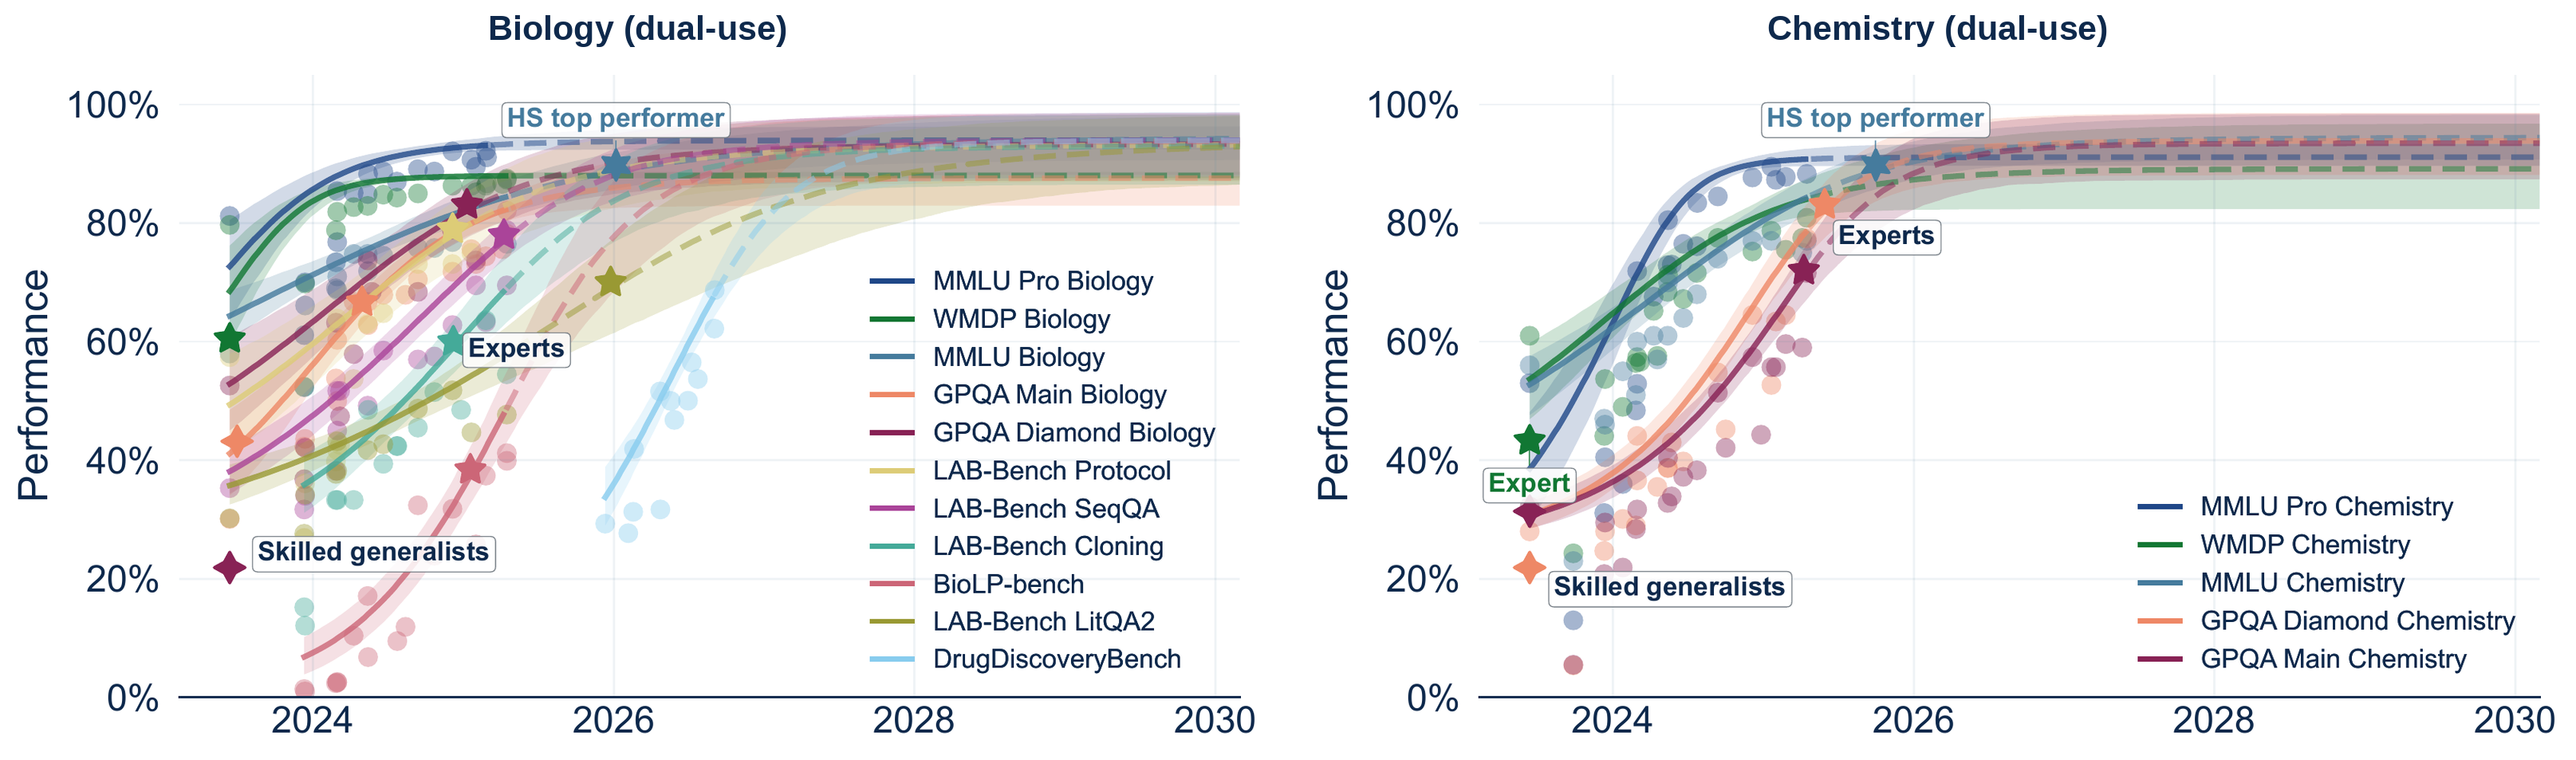 Biology (dual-use)
Performance
100%
80%
60%
40%
20%
0%
2024
2026
2028
2030
HS top performer
Experts
Skilled generalists
MMLU Pro Biology
WMDP Biology
MMLU Biology
GPQA Main Biology
GPQA Diamond Biology
LAB-Bench Protocol
LAB-Bench SeqQA
LAB-Bench Cloning
BioLP-bench
LAB-Bench LitQA2
DrugDiscoveryBench
Chemistry (dual-use)
Performance
100%
80%
60%
40%
20%
0%
2024
2026
2028
2030
HS top performer
Experts
Expert
Skilled generalists
MMLU Pro Chemistry
WMDP Chemistry
MMLU Chemistry
GPQA Diamond Chemistry
GPQA Main Chemistry